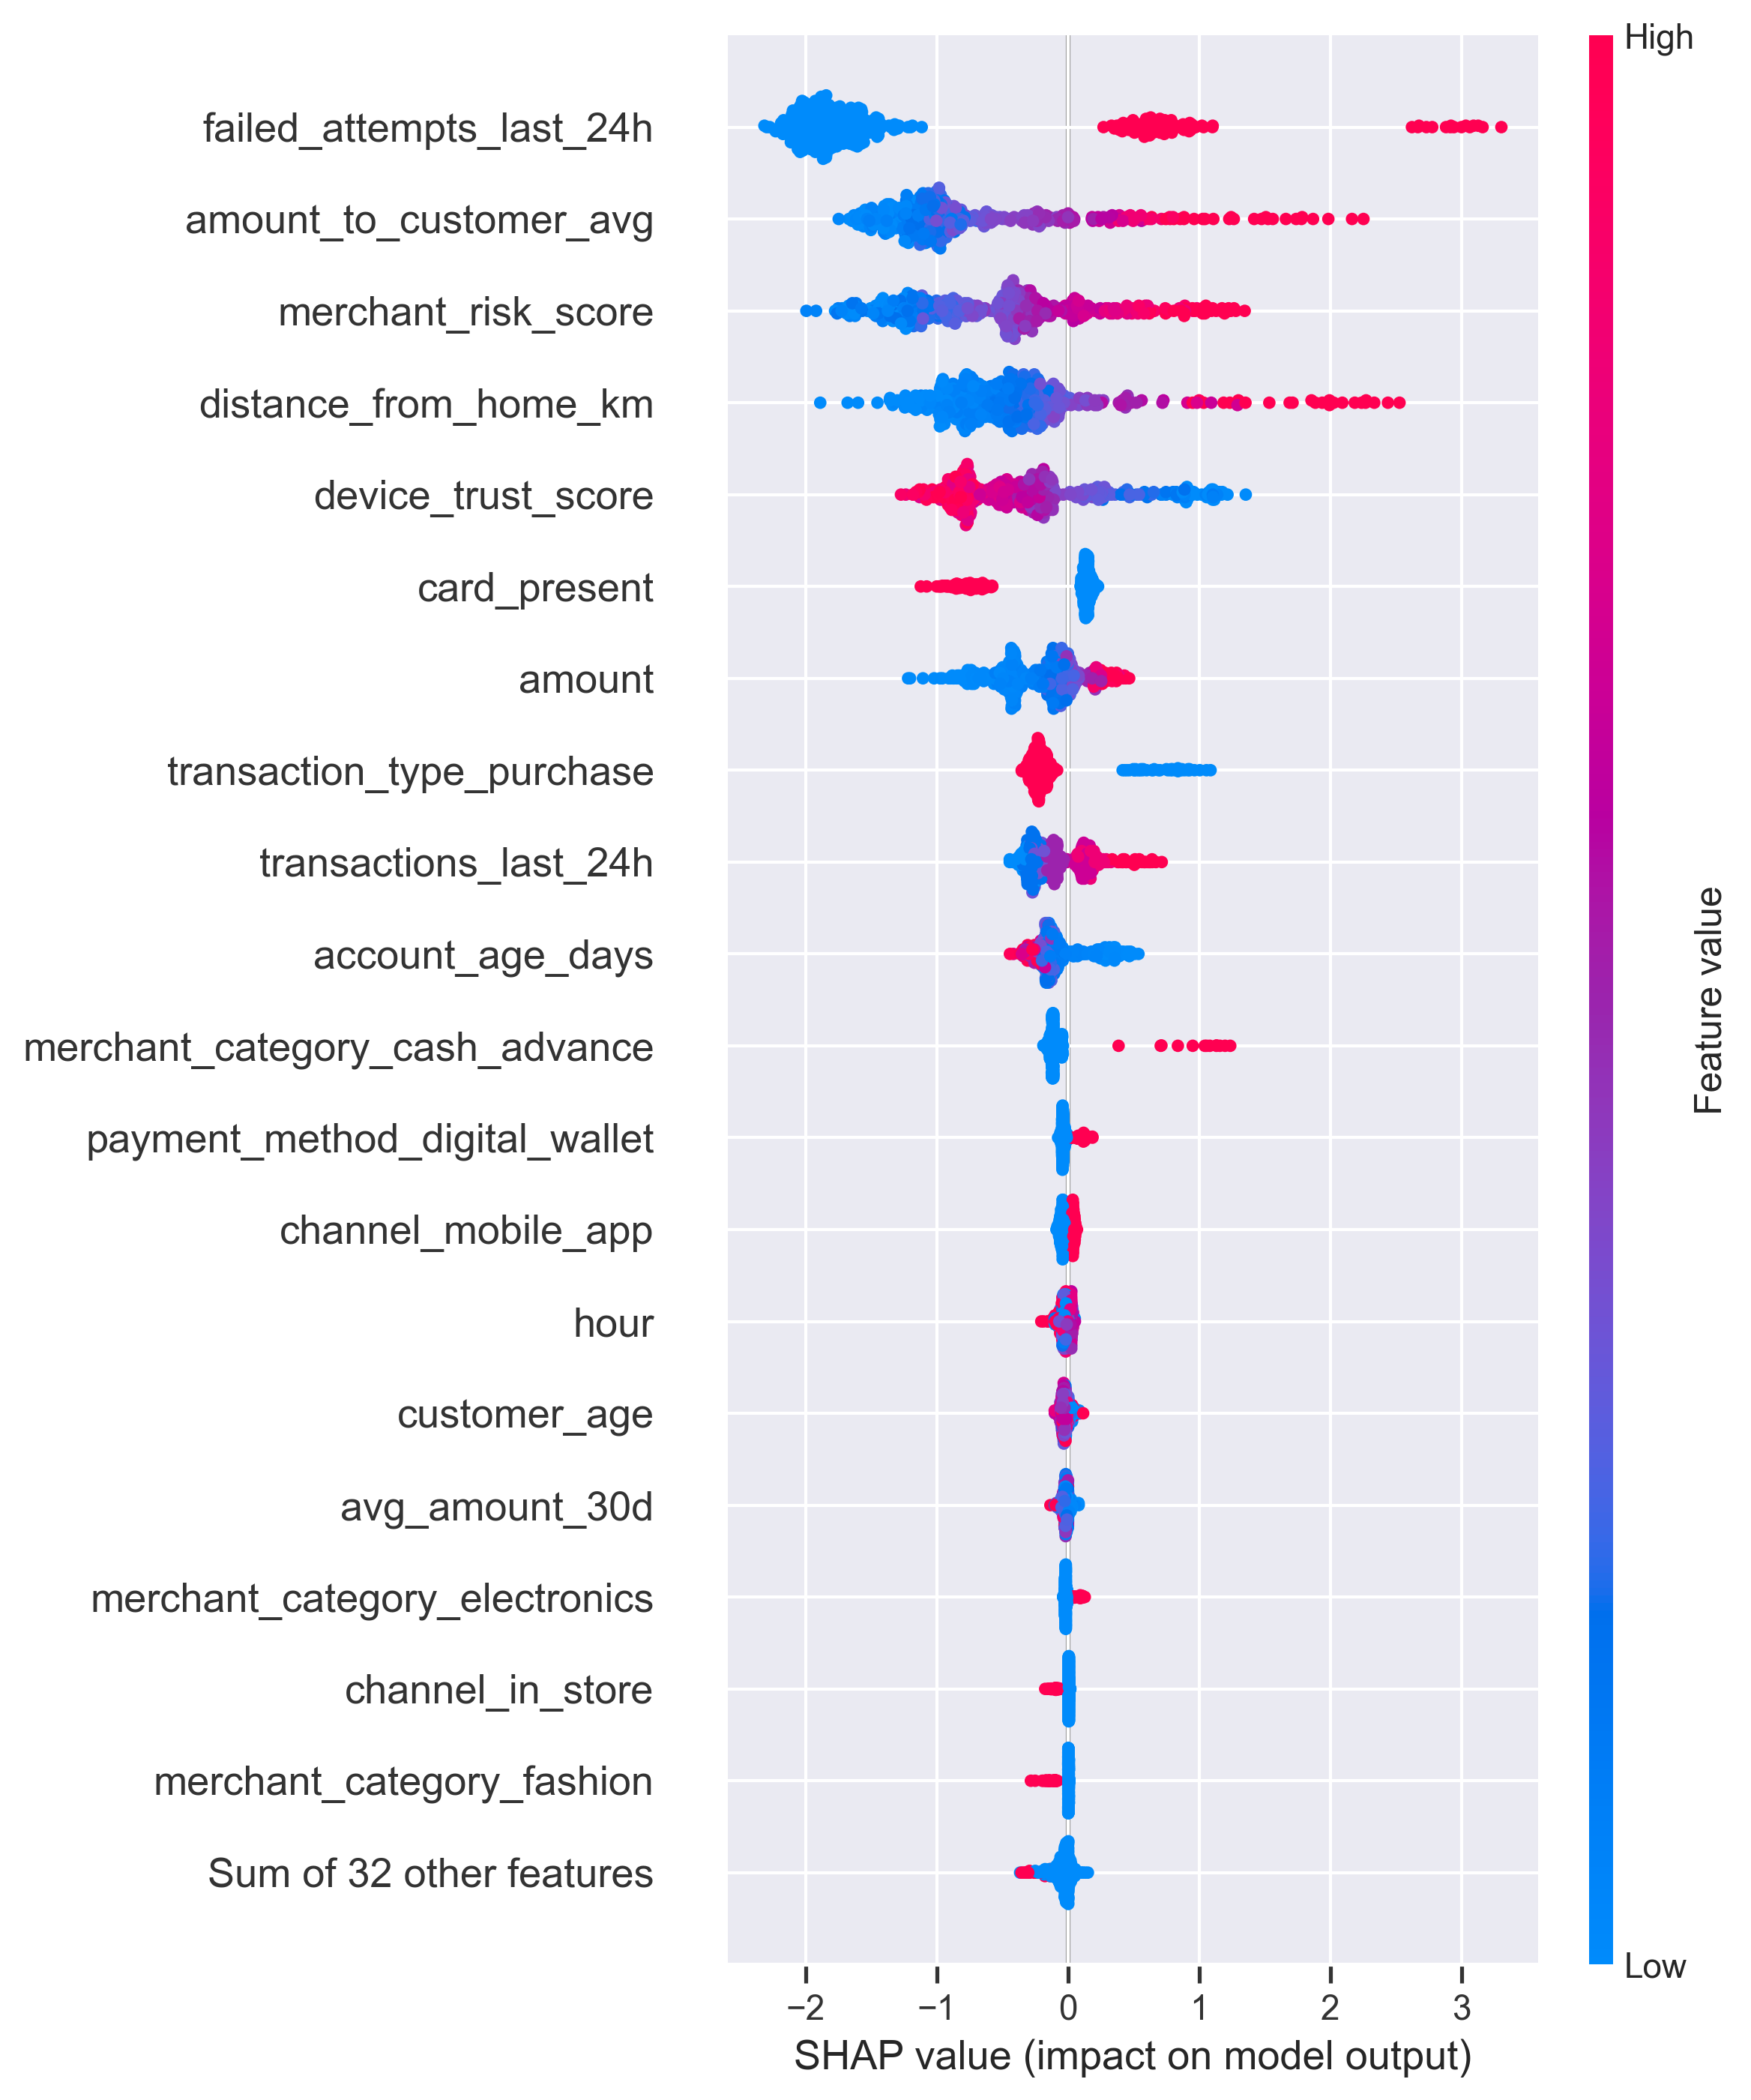 High
failed_attempts_last_24h
amount_to_customer_avg
merchant_risk_score
distance_from_home_km
device_trust_score
card_present
amount
transaction_type_purchase
transactions_last_24h
account_age_days
merchant_category_cash_advance
payment_method_digital_wallet
channel_mobile_app
hour
customer_age
avg_amount_30d
merchant_category_electronics
channel_in_store
merchant_category_fashion
Sum of 32 other features
Feature value
Low
−2 −1 0 1 2 3
SHAP value (impact on model output)